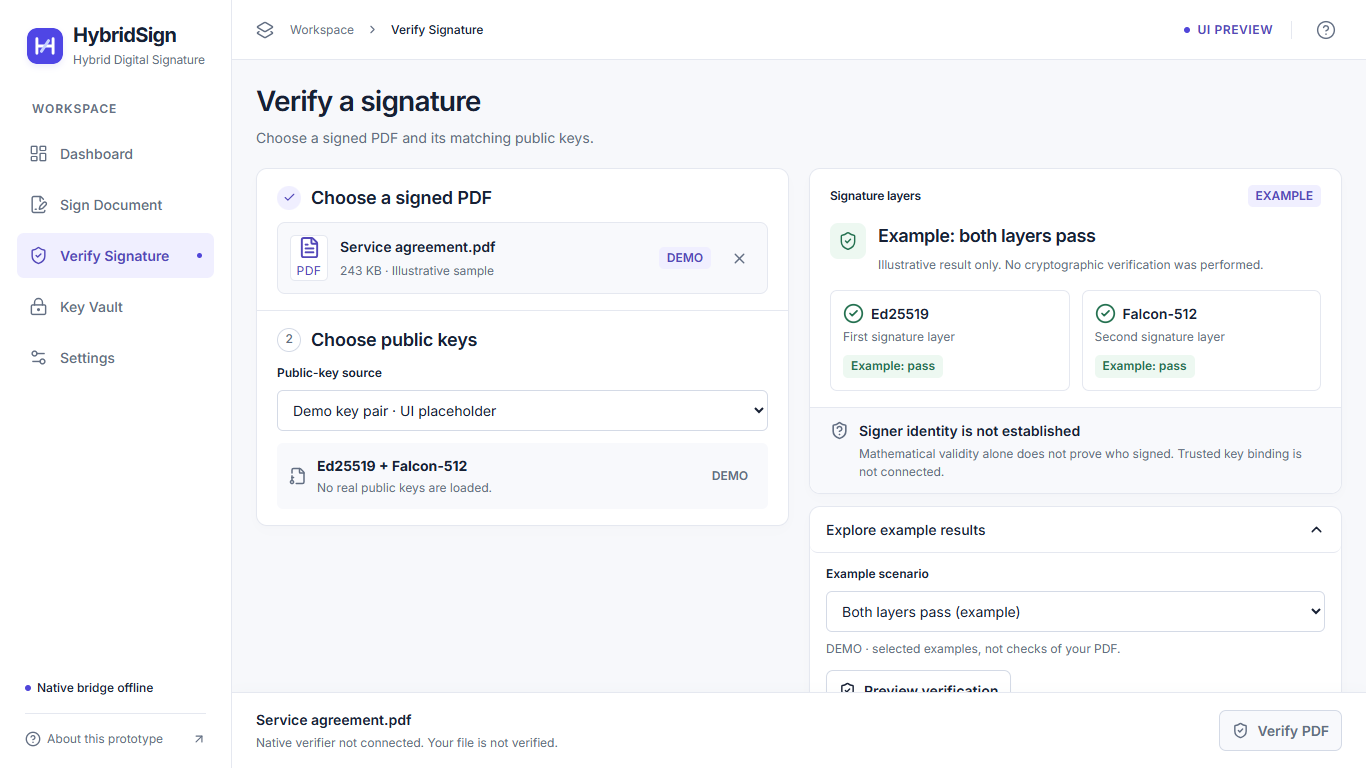 HybridSign
Hybrid Digital Signature
WORKSPACE
Dashboard
Sign Document
Verify Signature
Key Vault
Settings
Native bridge offline
About this prototype
Workspace
Verify Signature
UI PREVIEW
Verify a signature
Choose a signed PDF and its matching public keys.
Choose a signed PDF
PDF
Service agreement.pdf
243 KB · Illustrative sample
DEMO
2
Choose public keys
Public-key source
Demo key pair · UI placeholder
Ed25519 + Falcon-512
No real public keys are loaded.
DEMO
Signature layers
EXAMPLE
Example: both layers pass
Illustrative result only. No cryptographic verification was performed.
Ed25519
First signature layer
Example: pass
Falcon-512
Second signature layer
Example: pass
Signer identity is not established
Mathematical validity alone does not prove who signed. Trusted key binding is
not connected.
Explore example results
Example scenario
Both layers pass (example)
DEMO · selected examples, not checks of your PDF.
Preview verification
Service agreement.pdf
Native verifier not connected. Your file is not verified.
Verify PDF